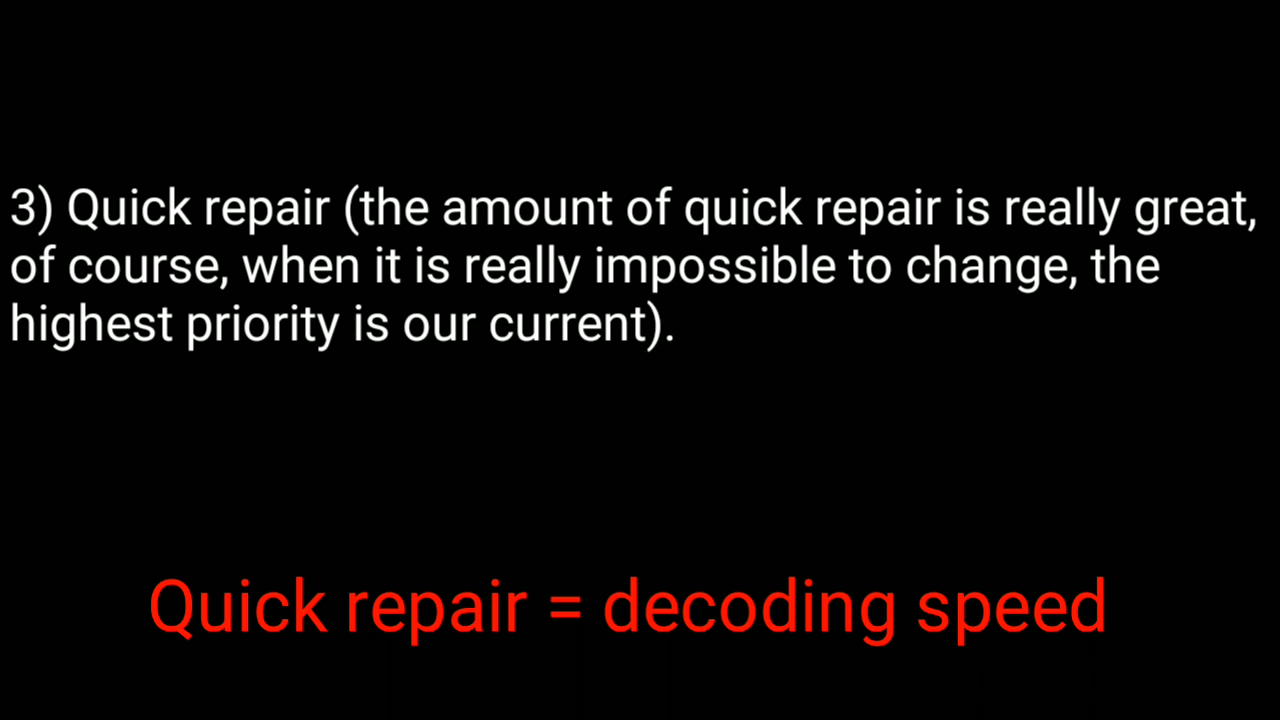 3) Quick repair (the amount of quick repair is really great,
of course, when it is really impossible to change, the
highest priority is our current).
Quick repair = decoding speed